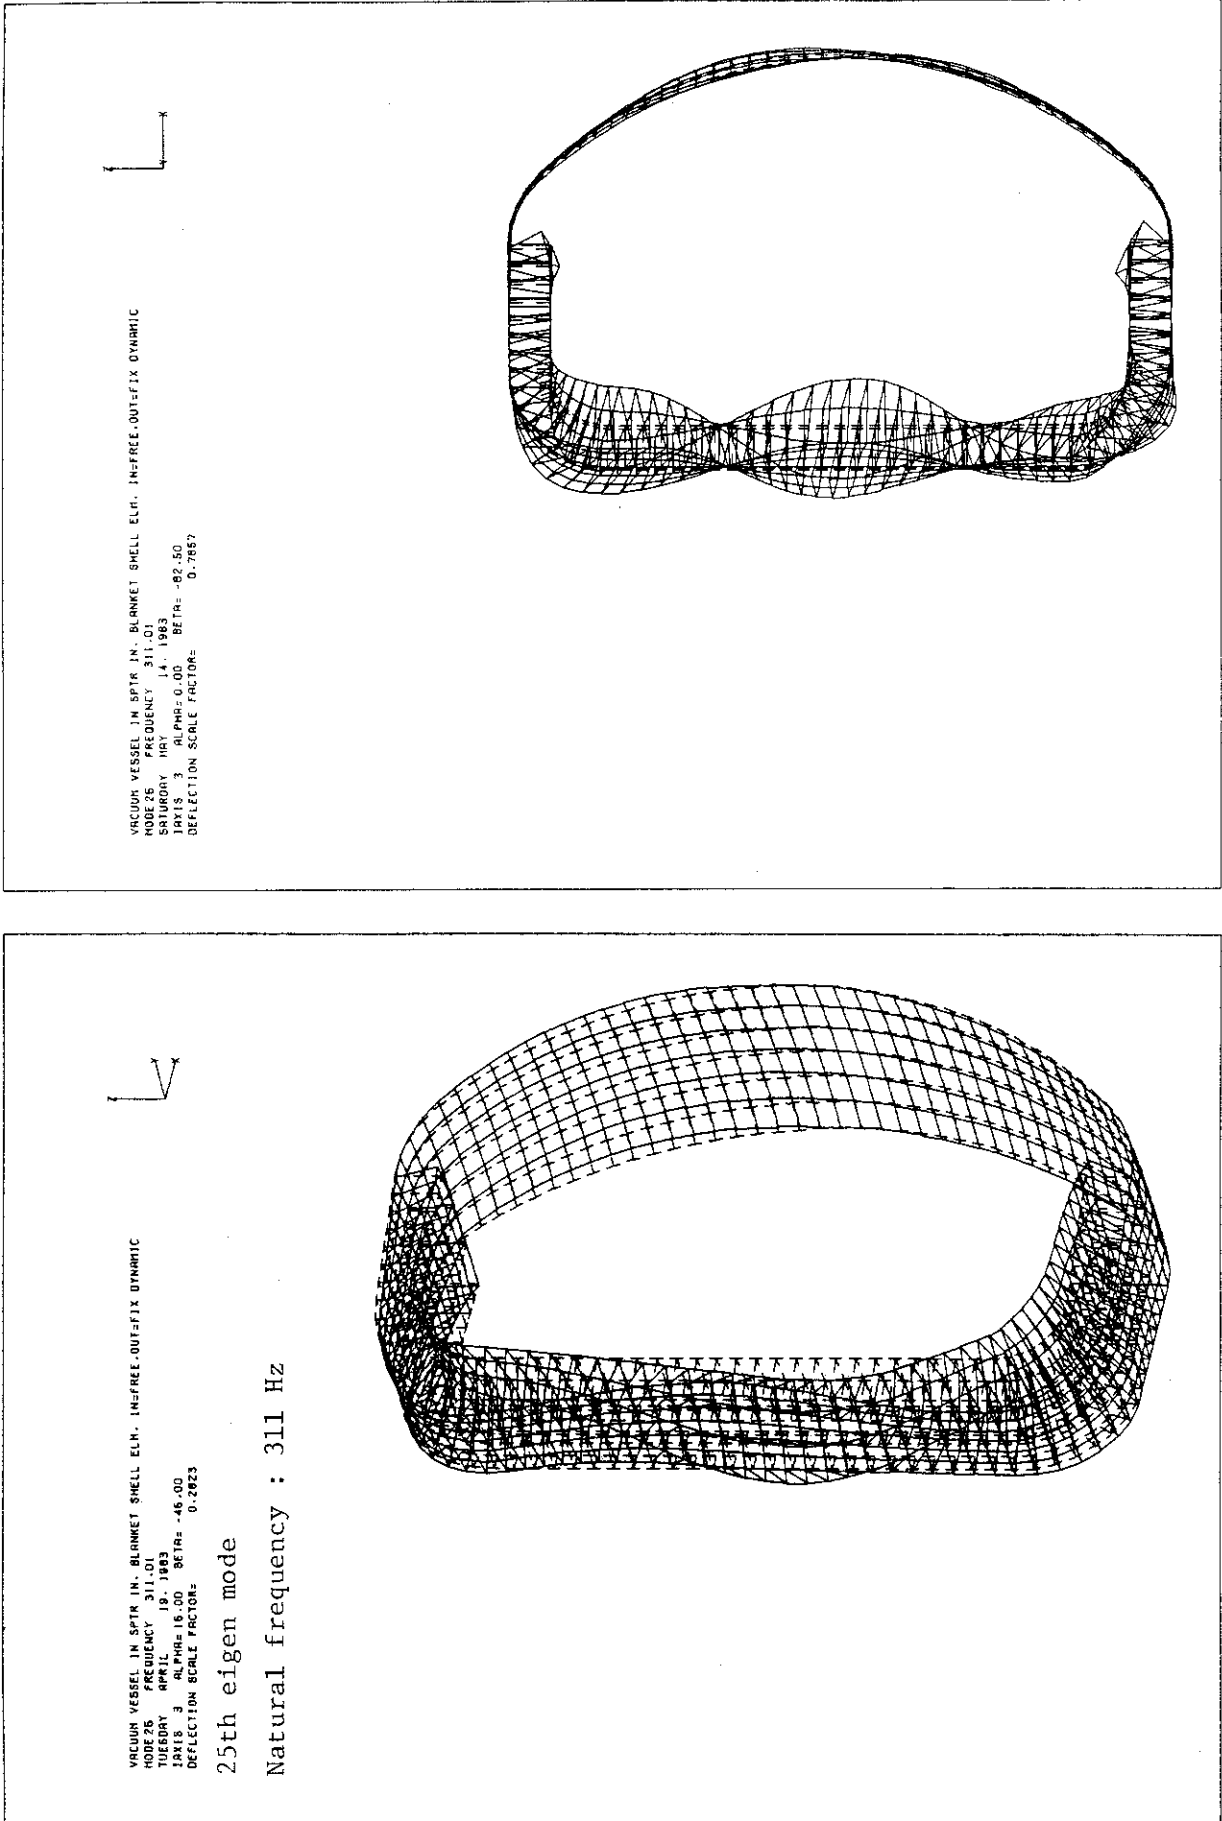 VACUUM VESSEL IN SPTR IN. BLANKET SHELL ELM. IN=FREE.OUT=FIX DYNAMIC
MODE 25 FREQUENCY 311.01
SATURDAY MAY 14. 1983
IAXIS 3 ALPHA= 0.00 BETA= -82.50
DEFLECTION SCALE FACTOR= 0.7857
Z
X
VACUUM VESSEL IN SPTR IN. BLANKET SHELL ELM. IN=FREE.OUT=FIX DYNAMIC
MODE 25 FREQUENCY 311.01
TUESDAY APRIL 19. 1983
IAXIS 3 ALPHA= 15.00 BETA= -45.00
DEFLECTION SCALE FACTOR= 0.2823
25th eigen mode
Natural frequency : 311 Hz
Z
Y
X